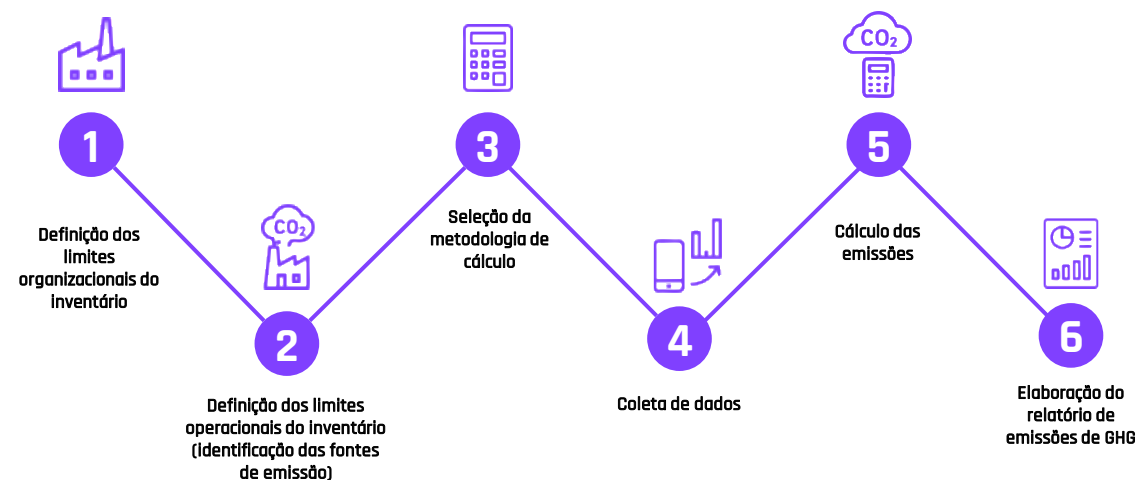 1
Definição dos
limites
organizacionais do
inventário
CO₂
2
Definição dos limites
operacionais do inventário
(identificação das fontes
de emissão)
3
Seleção da
metodologia de
cálculo
4
Coleta de dados
CO₂
5
Cálculo das
emissões
6
Elaboração do
relatório de
emissões de GHG